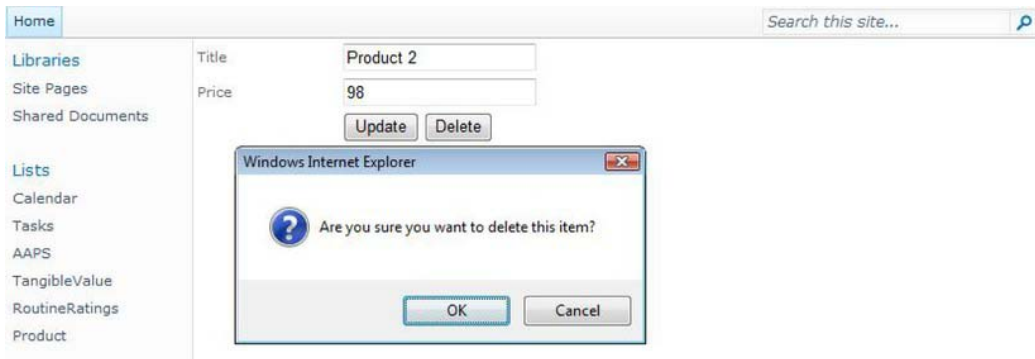 Home
Search this site...
Libraries
Site Pages
Shared Documents
Lists
Calendar
Tasks
AAPS
TangibleValue
RoutineRatings
Product
Title
Product 2
Price
98
Update
Delete
Windows Internet Explorer
Are you sure you want to delete this item?
OK
Cancel